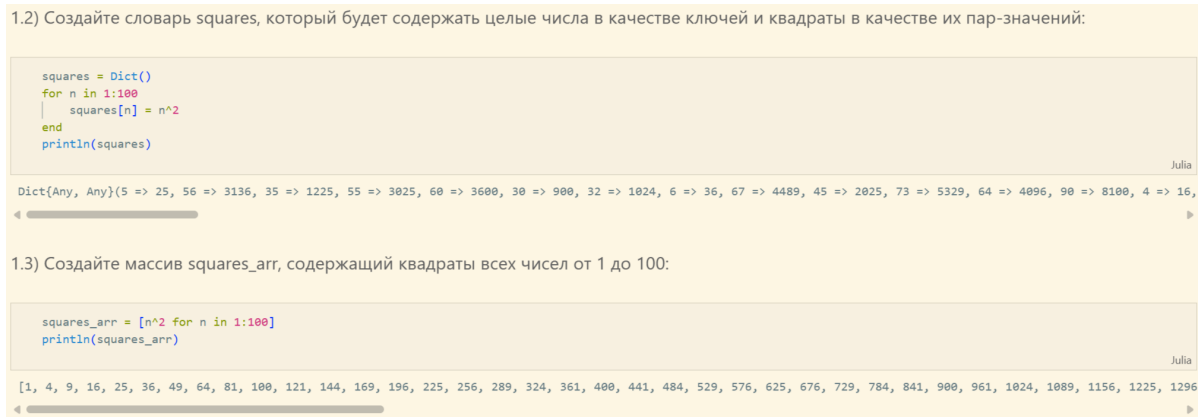 1.2) Создайте словарь squares, который будет содержать целые числа в качестве ключей и квадраты в качестве их пар-значений:
squares = Dict()
for n in 1:100
    squares[n] = n^2
end
println(squares)
Julia
Dict{Any, Any}(5 => 25, 56 => 3136, 35 => 1225, 55 => 3025, 60 => 3600, 30 => 900, 32 => 1024, 6 => 36, 67 => 4489, 45 => 2025, 73 => 5329, 64 => 4096, 90 => 8100, 4 => 16,
1.3) Создайте массив squares_arr, содержащий квадраты всех чисел от 1 до 100:
squares_arr = [n^2 for n in 1:100]
println(squares_arr)
Julia
[1, 4, 9, 16, 25, 36, 49, 64, 81, 100, 121, 144, 169, 196, 225, 256, 289, 324, 361, 400, 441, 484, 529, 576, 625, 676, 729, 784, 841, 900, 961, 1024, 1089, 1156, 1225, 1296